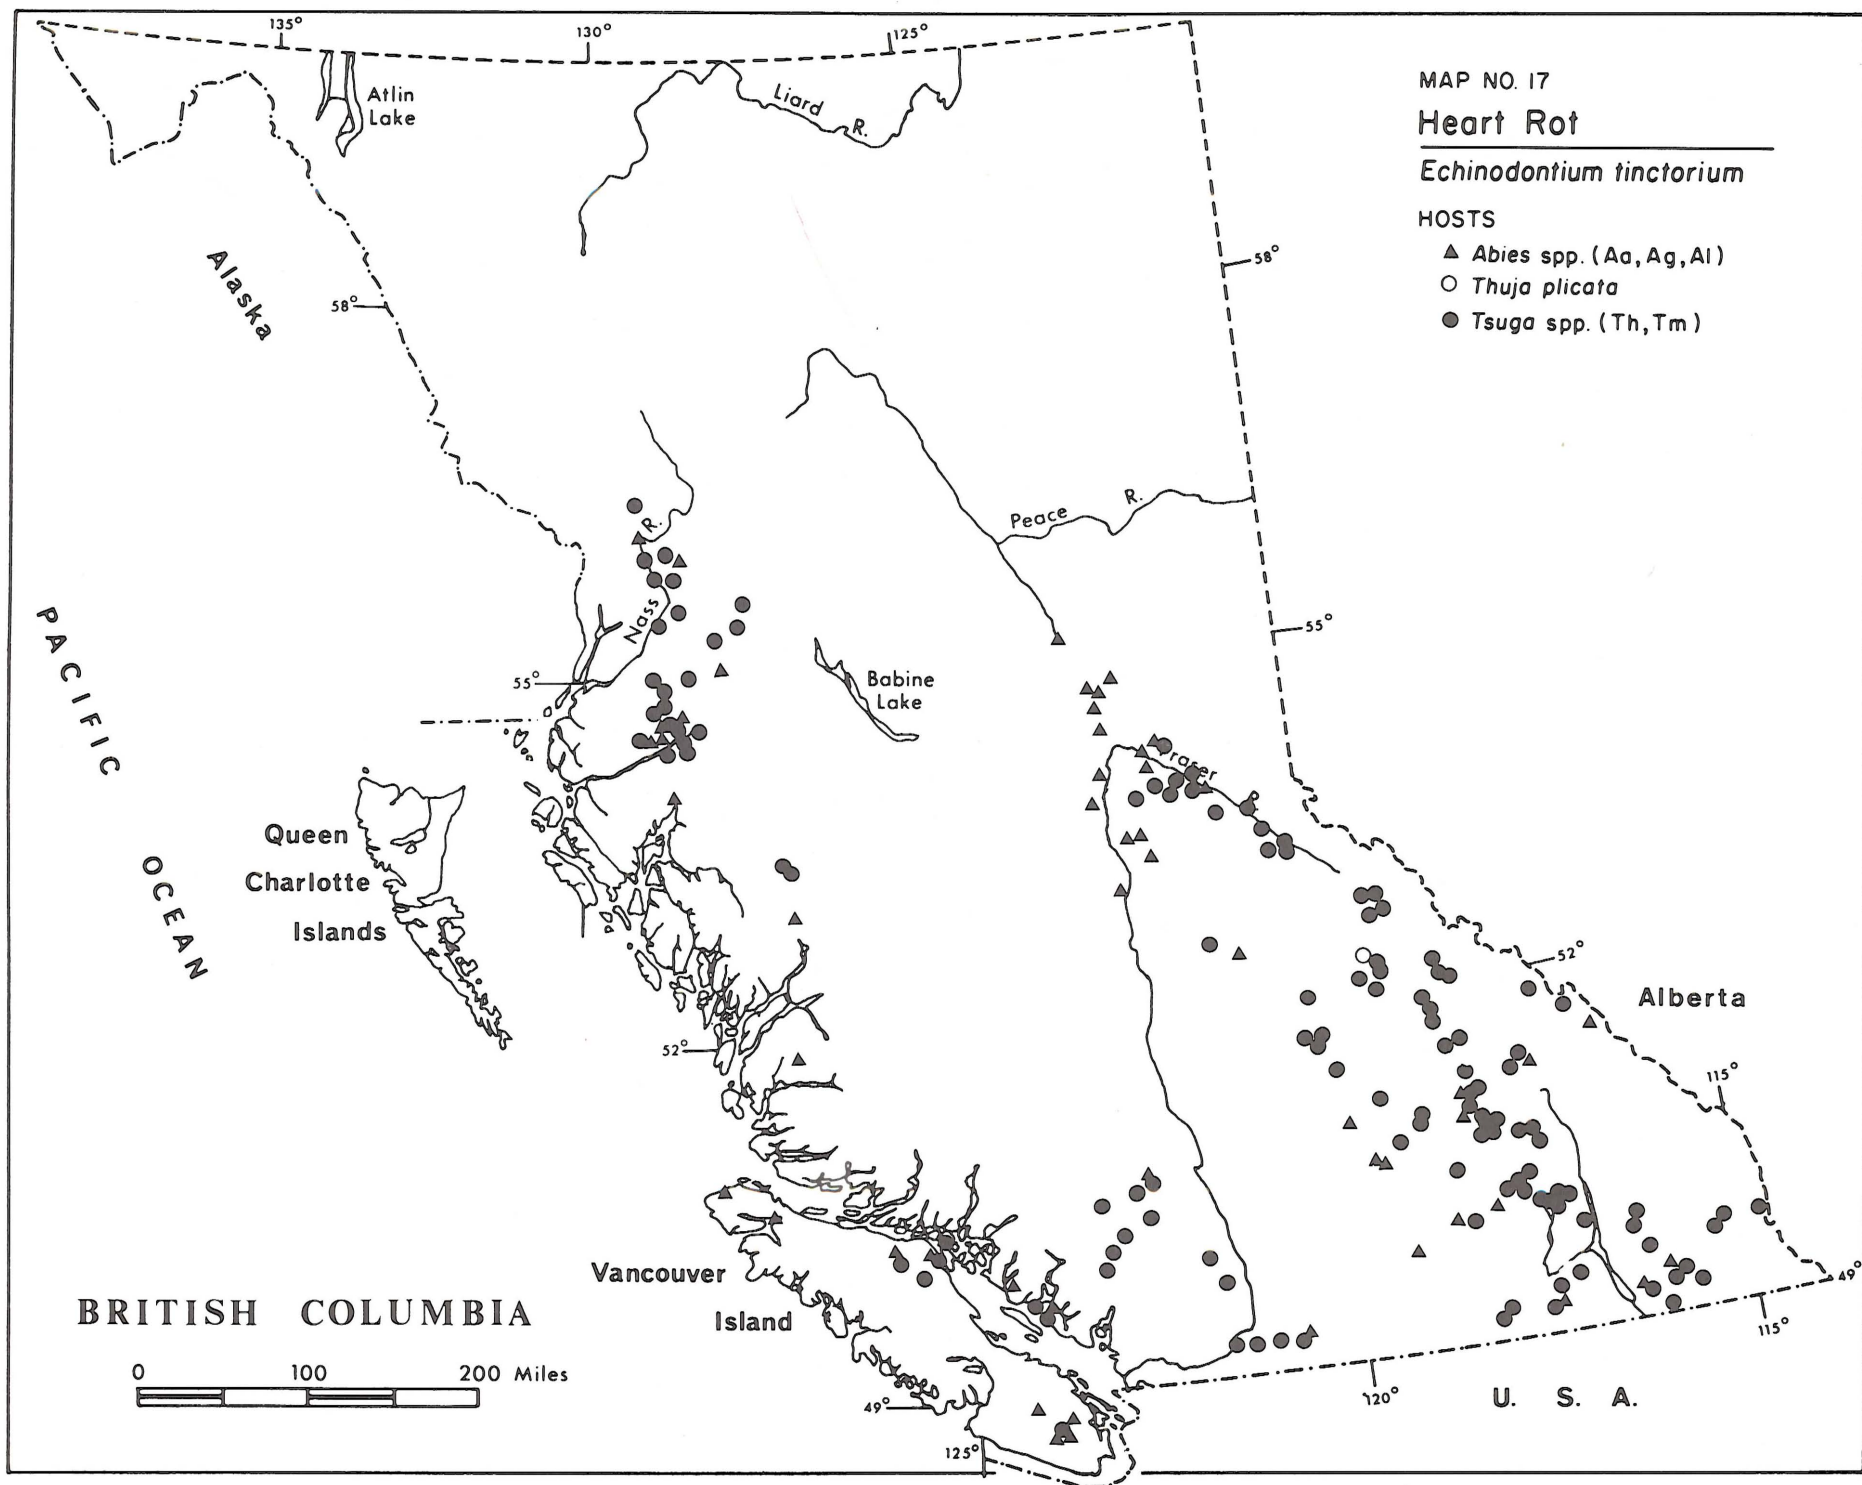 135°
130°
125°
MAP NO. 17
Heart Rot
Echinodontium tinctorium
HOSTS
Abies spp. (Aa, Ag, Al)
Thuja plicata
Tsuga spp. (Th, Tm)
Atlin
Lake
Liard R.
Alaska
58°
58°
Peace R.
Nass R.
55°
55°
Babine
Lake
Fraser R.
PACIFIC
OCEAN
Queen
Charlotte
Islands
52°
52°
Alberta
115°
Vancouver
Island
BRITISH COLUMBIA
0 100 200 Miles
49°
125°
120°
115°
49°
U. S. A.